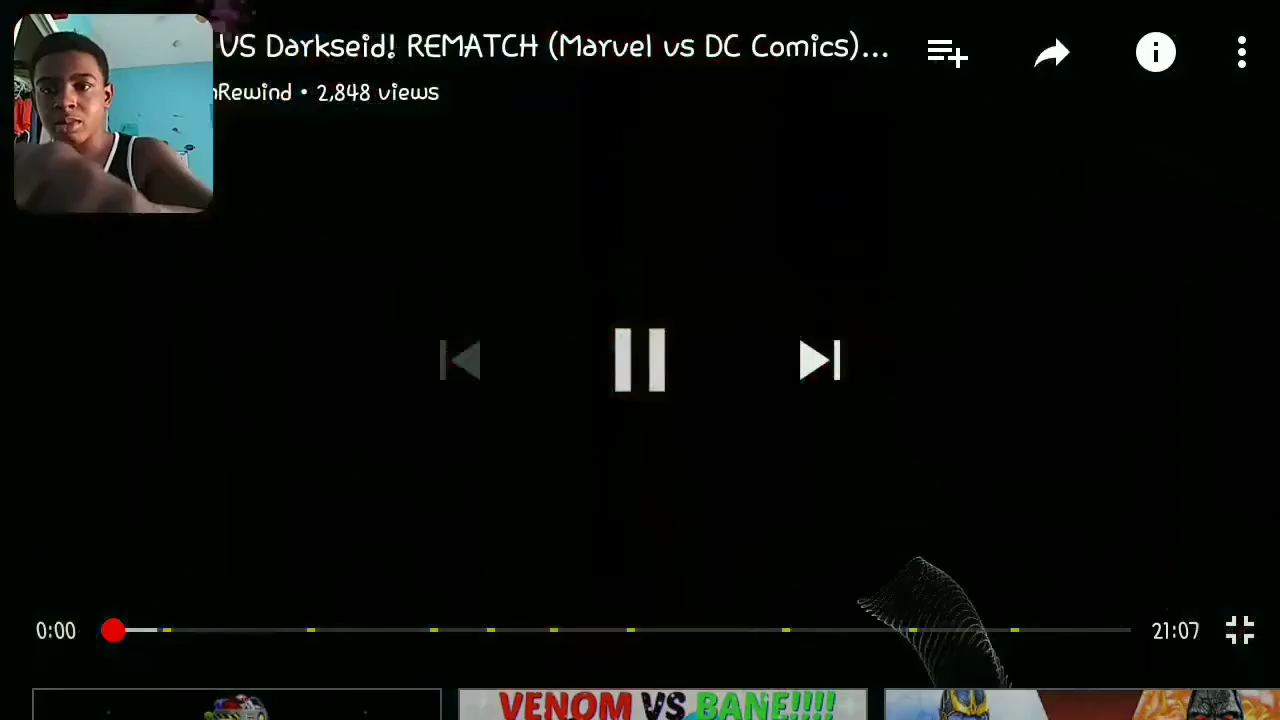 VS Darkseid! REMATCH (Marvel vs DC Comics)...
Rewind • 2,848 views
0:00
21:07
VENOM VS BANE!!!!